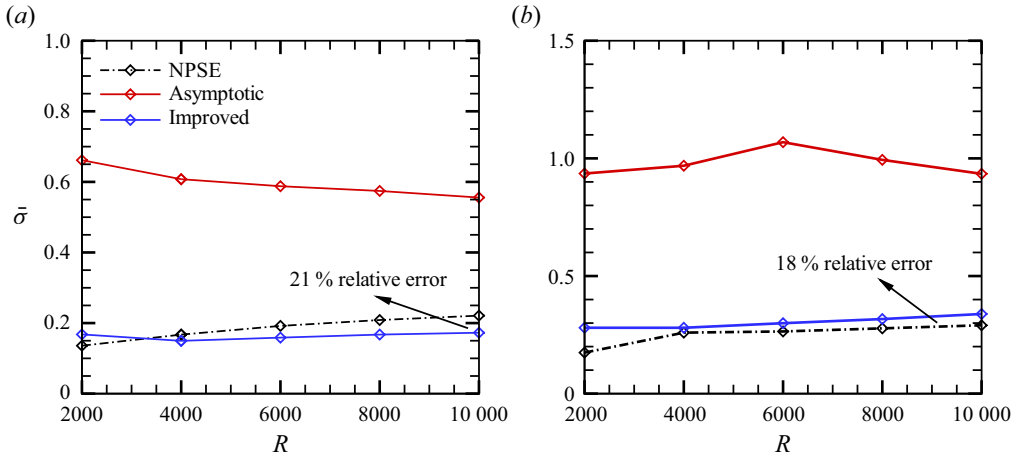 (a)
1.0
0.8
0.6
0.4
0.2
0
σ̄
NPSE
Asymptotic
Improved
21 % relative error
2000 4000 6000 8000 10 000
R
(b)
1.5
1.0
0.5
0
18 % relative error
2000 4000 6000 8000 10 000
R